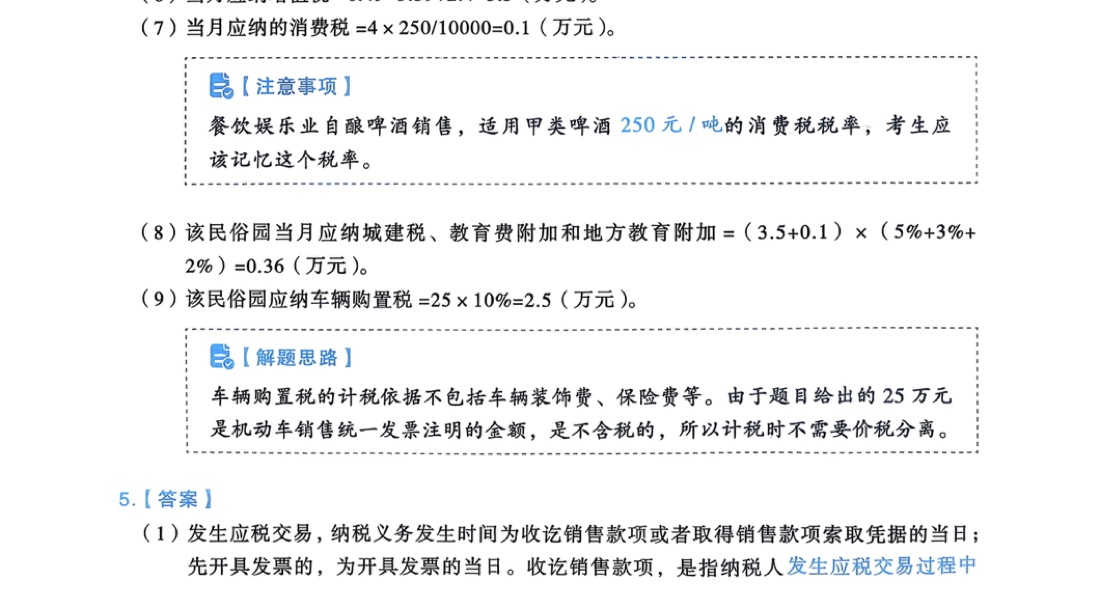 (7)当月应纳的消费税=4×250/10000=0.1(万元)。
【注意事项】
餐饮娱乐业自酿啤酒销售，适用甲类啤酒 250 元 / 吨的消费税税率，考生应
该记忆这个税率。
(8)该民俗园当月应纳城建税、教育费附加和地方教育附加=(3.5+0.1)×(5%+3%+
2%)=0.36(万元)。
(9)该民俗园应纳车辆购置税=25×10%=2.5(万元)。
【解题思路】
车辆购置税的计税依据不包括车辆装饰费、保险费等。由于题目给出的 25 万元
是机动车销售统一发票注明的金额，是不含税的，所以计税时不需要价税分离。
5.【答案】
(1)发生应税交易，纳税义务发生时间为收讫销售款项或者取得销售款项索取凭据的当日；
先开具发票的，为开具发票的当日。收讫销售款项，是指纳税人发生应税交易过程中